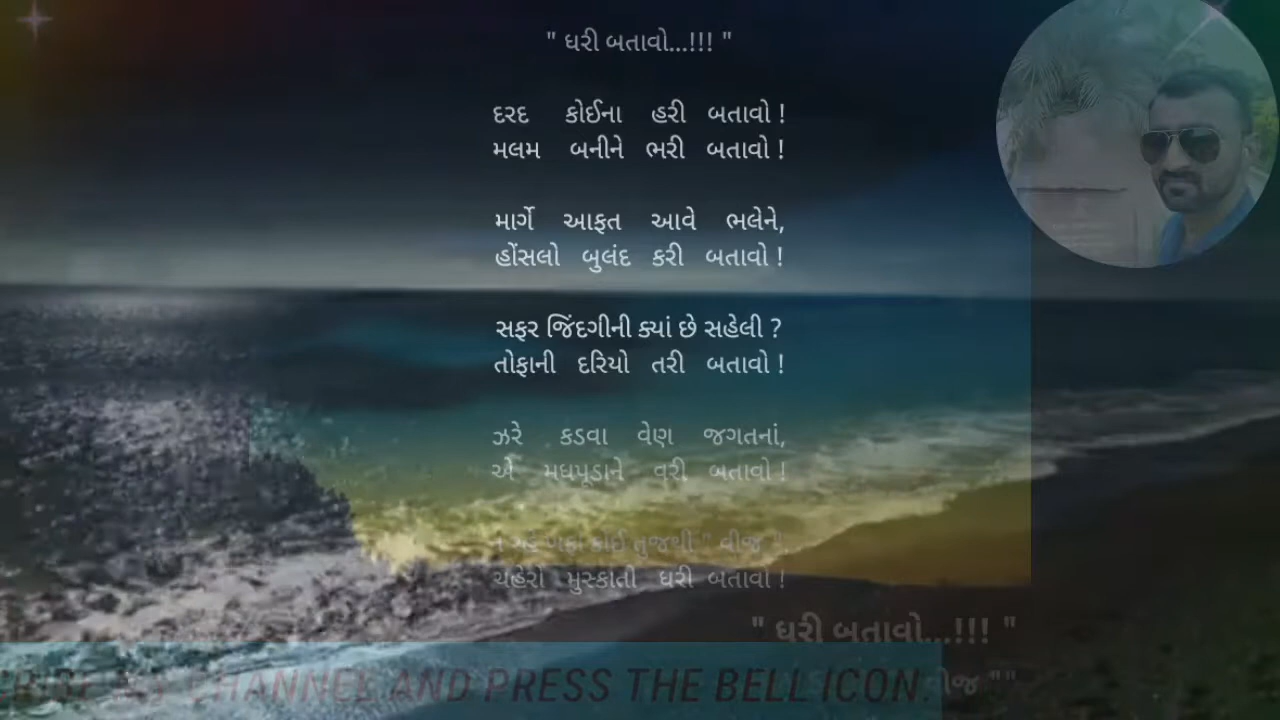 " ધરી બતાવો...!!! "
દરદ કોઈના હરી બતાવો !
મલમ બનીને ભરી બતાવો !
માર્ગે આફત આવે ભલેને,
હોંસલો બુલંદ કરી બતાવો !
સફર જિંદગીની ક્યાં છે સહેલી ?
તોફાની દરિયો તરી બતાવો !
ઝરે કડવા વેણ જગતનાં,
એ મધપૂડાને વરી બતાવો !
કોઈ તુજથી " વીજ "
ચહેરો મુસ્કાતી ધરી બતાવો !
" ધરી બતાવો...!!! "
CHANNEL AND PRESS THE BELL ICON.
વીજ ""